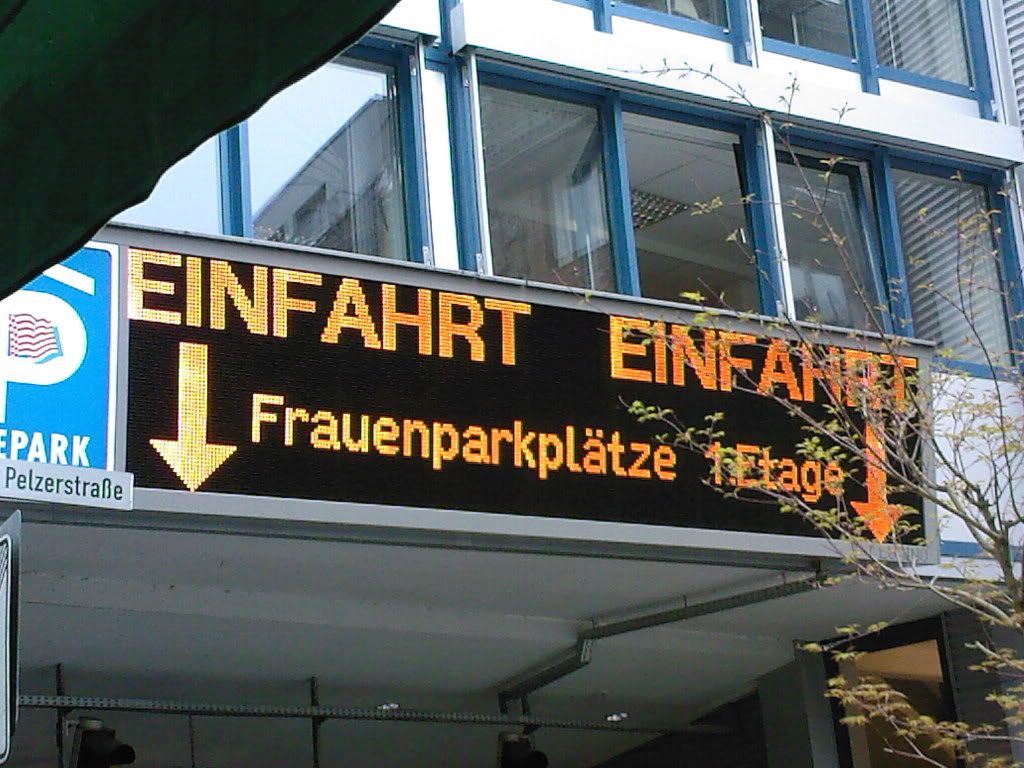 EINFAHRT EINFAHRT
Frauenparkplätze 1.Etage
P
EPARK
Pelzerstraße